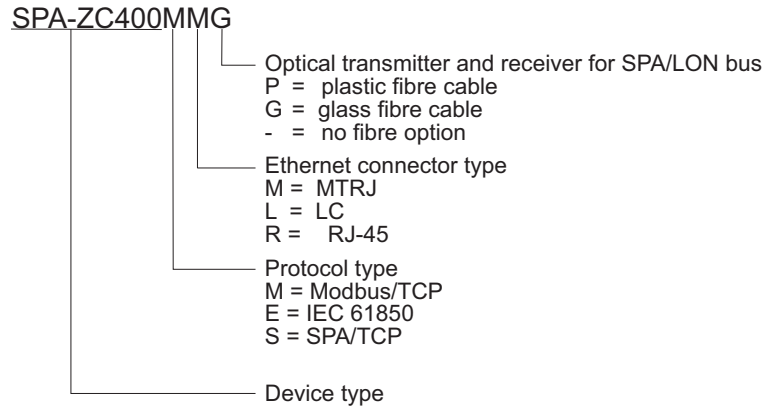 SPA-ZC400MMG
Optical transmitter and receiver for SPA/LON bus
P = plastic fibre cable
G = glass fibre cable
- = no fibre option
Ethernet connector type
M = MTRJ
L = LC
R = RJ-45
Protocol type
M = Modbus/TCP
E = IEC 61850
S = SPA/TCP
Device type